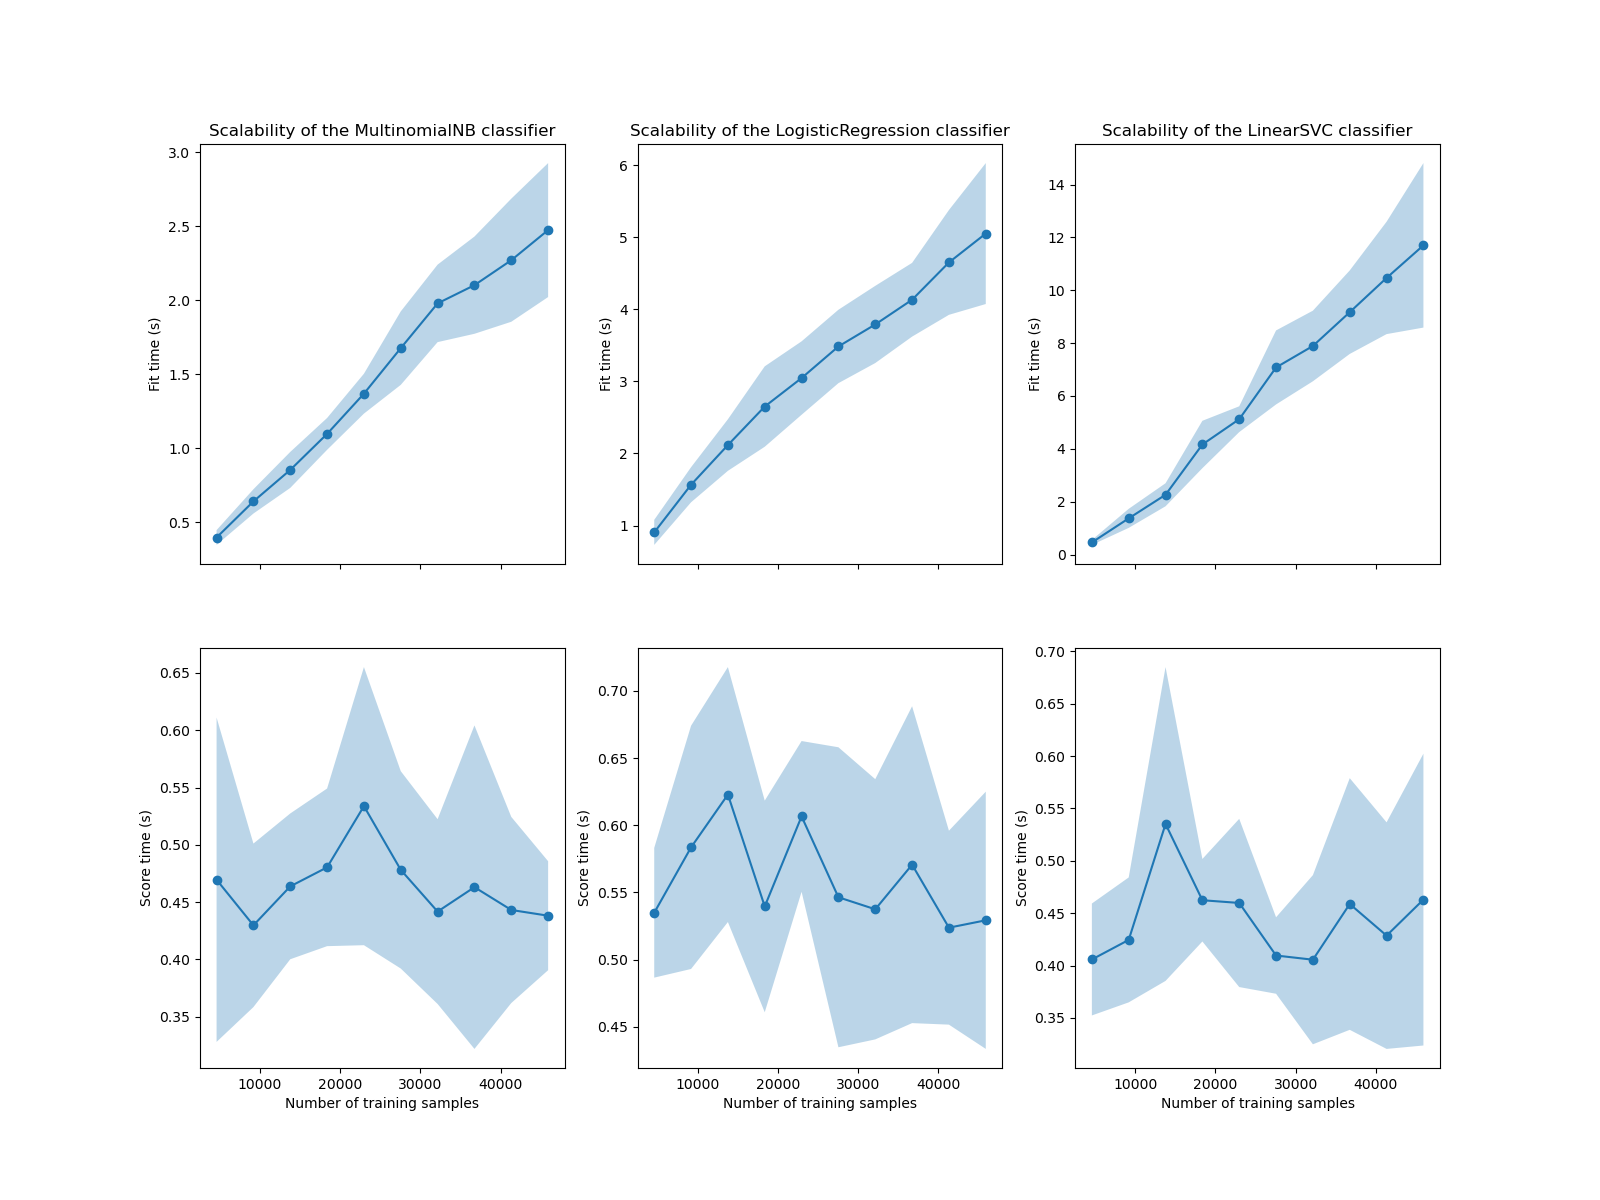 Scalability of the MultinomialNB classifier
3.0
2.5
2.0
1.5
1.0
0.5
Fit time (s)
Scalability of the LogisticRegression classifier
6
5
4
3
2
1
Fit time (s)
Scalability of the LinearSVC classifier
14
12
10
8
6
4
2
0
Fit time (s)
0.65
0.60
0.55
0.50
0.45
0.40
0.35
Score time (s)
10000 20000 30000 40000
Number of training samples
0.70
0.65
0.60
0.55
0.50
0.45
Score time (s)
10000 20000 30000 40000
Number of training samples
0.70
0.65
0.60
0.55
0.50
0.45
0.40
0.35
Score time (s)
10000 20000 30000 40000
Number of training samples